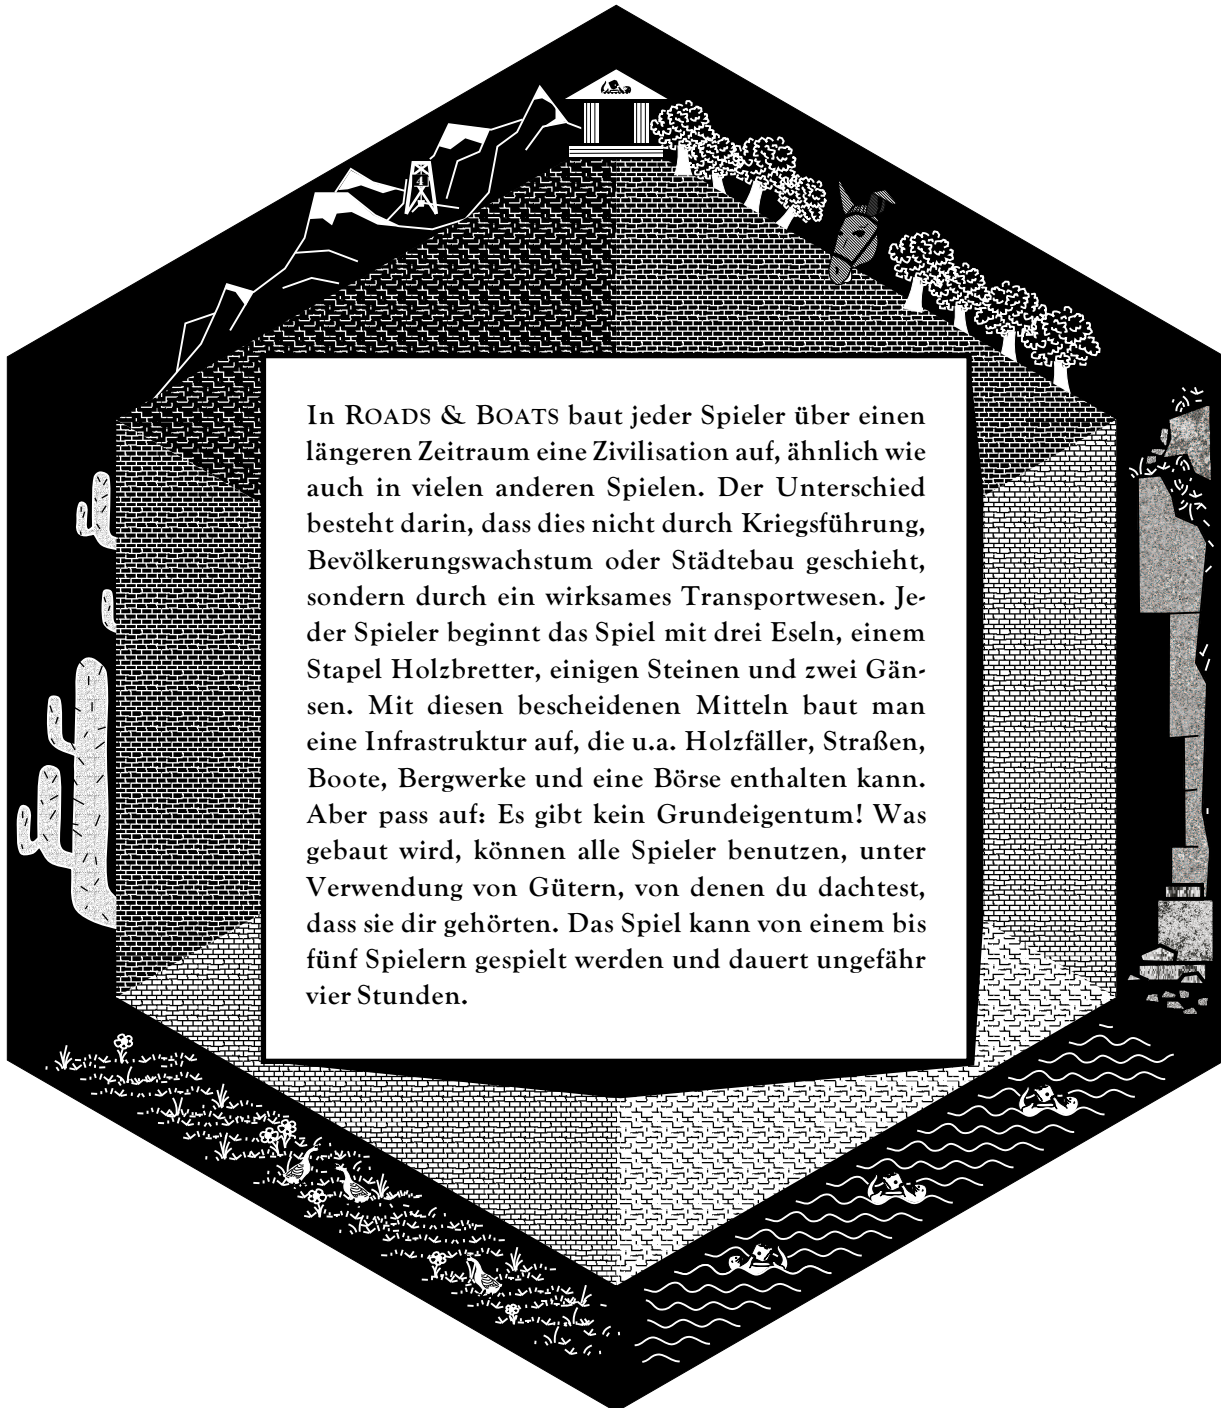 In ROADS & BOATS baut jeder Spieler über einen
längeren Zeitraum eine Zivilisation auf, ähnlich wie
auch in vielen anderen Spielen. Der Unterschied
besteht darin, dass dies nicht durch Kriegsführung,
Bevölkerungswachstum oder Städtebau geschieht,
sondern durch ein wirksames Transportwesen. Je-
der Spieler beginnt das Spiel mit drei Eseln, einem
Stapel Holzbretter, einigen Steinen und zwei Gän-
sen. Mit diesen bescheidenen Mitteln baut man
eine Infrastruktur auf, die u.a. Holzfäller, Straßen,
Boote, Bergwerke und eine Börse enthalten kann.
Aber pass auf: Es gibt kein Grundeigentum! Was
gebaut wird, können alle Spieler benutzen, unter
Verwendung von Gütern, von denen du dachtest,
dass sie dir gehörten. Das Spiel kann von einem bis
fünf Spielern gespielt werden und dauert ungefähr
vier Stunden.